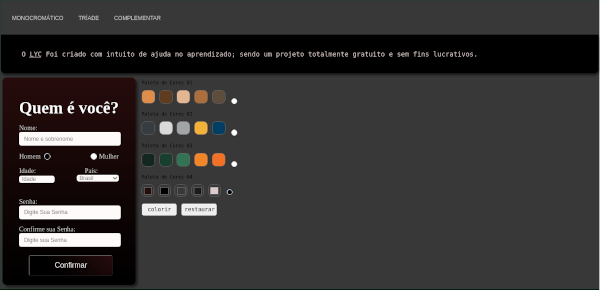 MONOCROMÁTICO TRÍADE COMPLEMENTAR
O LYC Foi criado com intuito de ajuda no aprendizado; sendo um projeto totalmente gratuito e sem fins lucrativos.
Quem é você?
Nome:
Nome e sobrenome
Homem Mulher
Idade: País:
Idade Brasil
Senha:
Digite Sua Senha
Confirme sua Senha:
Digite sua Senha
Confirmar
Paleta de Cores 01
Paleta de Cores 02
Paleta de Cores 03
Paleta de Cores 04
colorir restaurar